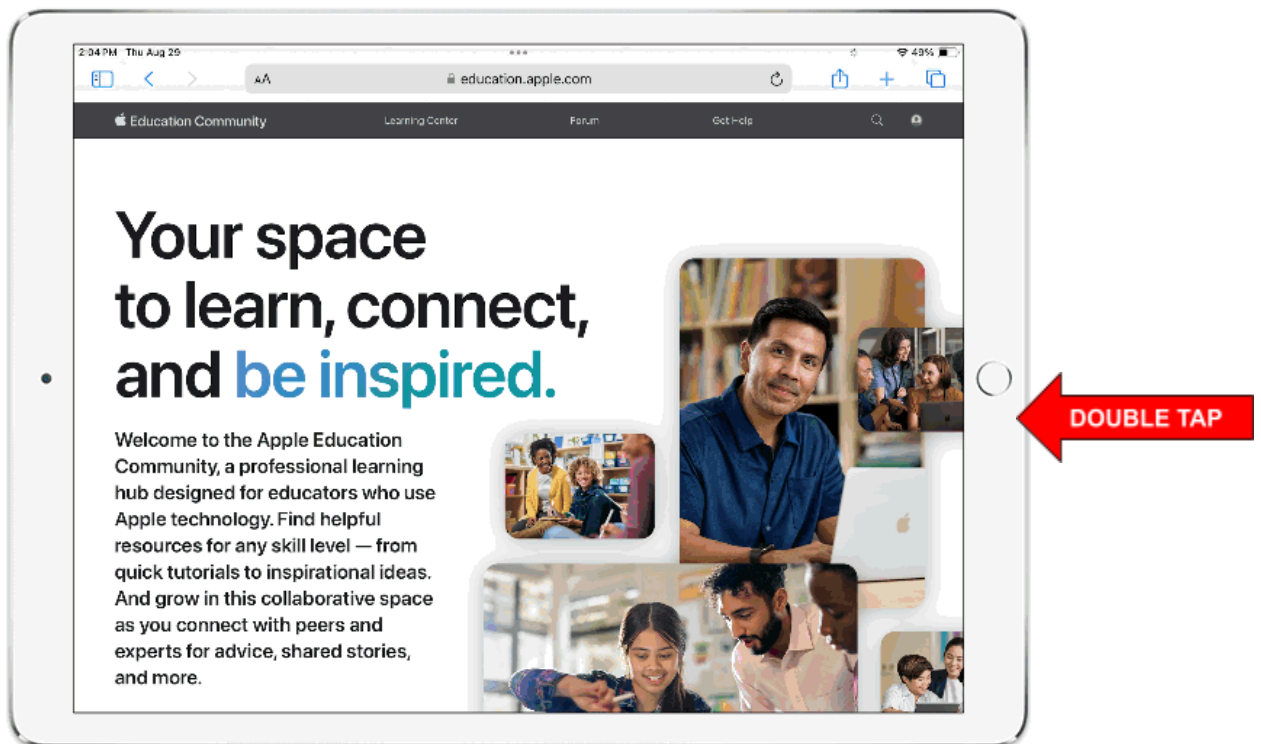 2:04 PM Thu Aug 29
49%
AA
education.apple.com
Education Community
Learning Center
Forum
Get Help
Your space
to learn, connect,
and be inspired.
Welcome to the Apple Education
Community, a professional learning
hub designed for educators who use
Apple technology. Find helpful
resources for any skill level — from
quick tutorials to inspirational ideas.
And grow in this collaborative space
as you connect with peers and
experts for advice, shared stories,
and more.
DOUBLE TAP